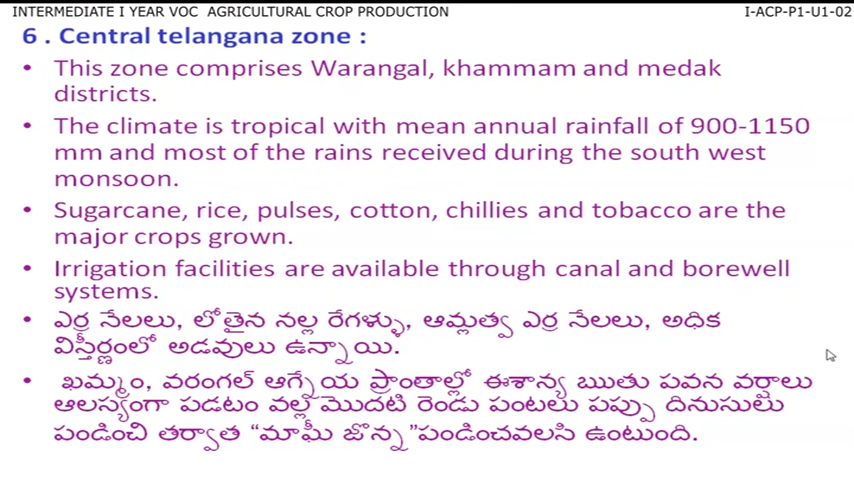 INTERMEDIATE I YEAR VOC AGRICULTURAL CROP PRODUCTION I-ACP-P1-U1-02
6 . Central telangana zone :
• This zone comprises Warangal, khammam and medak
districts.
• The climate is tropical with mean annual rainfall of 900-1150
mm and most of the rains received during the south west
monsoon.
• Sugarcane, rice, pulses, cotton, chillies and tobacco are the
major crops grown.
• Irrigation facilities are available through canal and borewell
systems.
• ఎర్ర నేలలు, లోతైన నల్ల రేగళ్ళు, ఆమ్లత్వ ఎర్ర నేలలు, అధిక
విస్తీర్ణంలో అడవులు ఉన్నాయి.
• ఖమ్మం, వరంగల్ ఆగ్నేయ ప్రాంతాల్లో ఈశాన్య ఋతు పవన వర్షాలు
ఆలస్యంగా పడటం వల్ల మొదటి రెండు పంటలు పప్పు దినుసులు
పండించి తర్వాత “మాఘీ జొన్న”పండించవలసి ఉంటుంది.